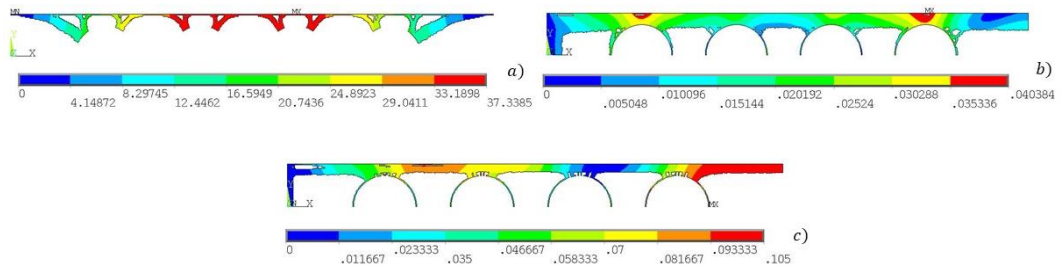 MN MX
Y
X
0 8.29745 16.5949 24.8923 33.1898
4.14872 12.4462 20.7436 29.0411 37.3385
a)
MX
Y
X
0 .010096 .020192 .030288 .040384
.005048 .015144 .02524 .035336
b)
Y
N X
MX
0 .023333 .046667 .07 .093333
.011667 .035 .058333 .081667 .105
c)